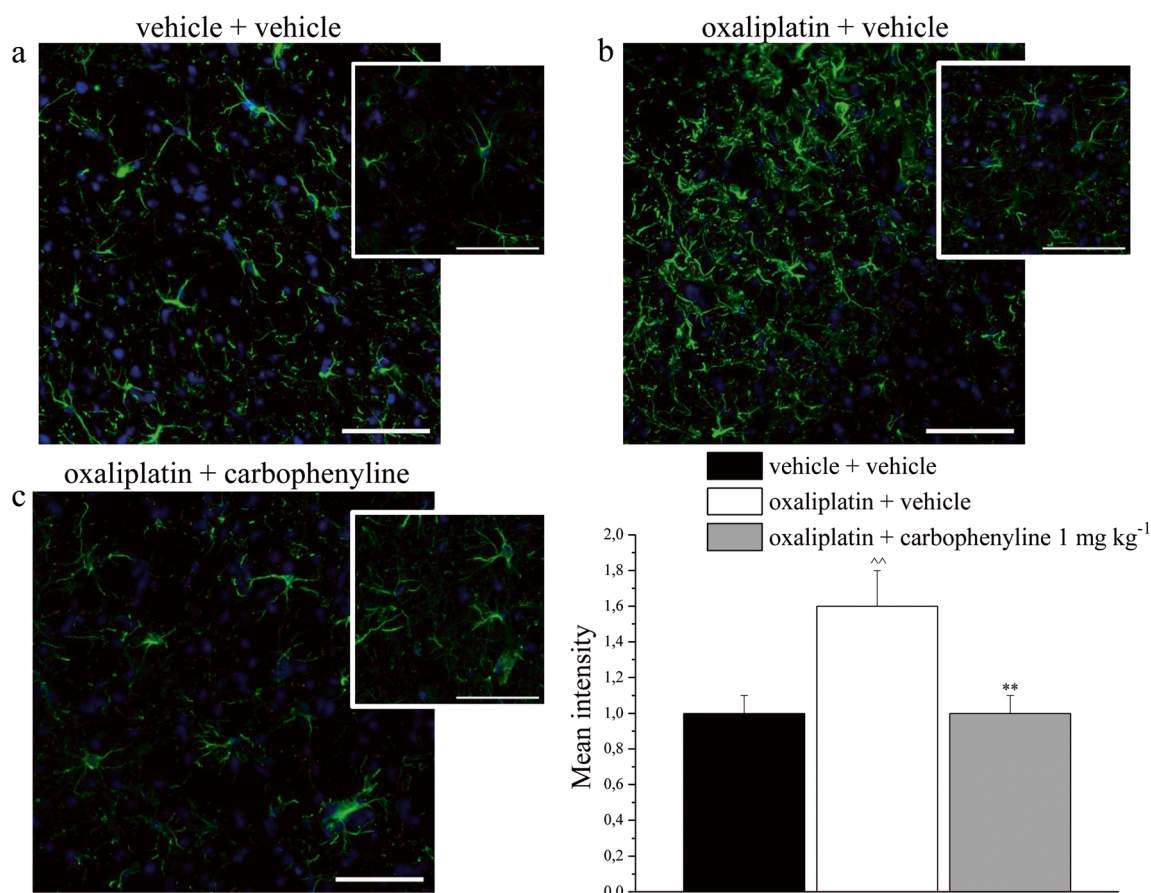 vehicle + vehicle
a
oxaliplatin + vehicle
b
oxaliplatin + carbophenyline
c
vehicle + vehicle
oxaliplatin + vehicle
oxaliplatin + carbophenyline 1 mg kg⁻¹
Mean intensity
2,0
1,8
1,6
1,4
1,2
1,0
0,8
0,6
0,4
0,2
0,0
^^
**